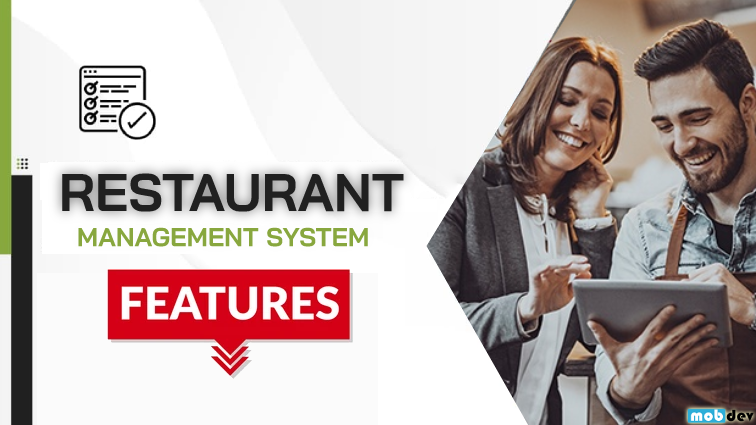 RESTAURANT
MANAGEMENT SYSTEM
FEATURES
mobdev